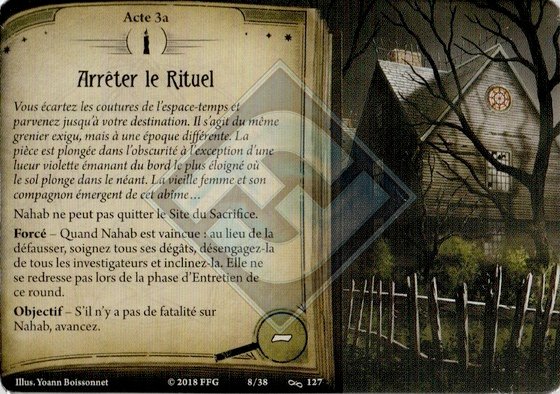 Acte 3a
Arrêter le Rituel
Vous écartez les coutures de l'espace-temps et
parvenez jusqu'à votre destination. Il s'agit du même
grenier exigu, mais à une époque différente. La
pièce est plongée dans l'obscurité à l'exception d'une
lueur violette émanant du bord le plus éloigné où
le sol plonge dans le néant. La vieille femme et son
compagnon émergent de cet abîme…
Nahab ne peut pas quitter le Site du Sacrifice.
Forcé – Quand Nahab est vaincue : au lieu de la
défausser, soignez tous ses dégâts, désengagez-la
de tous les investigateurs et inclinez-la. Elle ne
se redresse pas lors de la phase d'Entretien de
ce round.
Objectif – S'il n'y a pas de fatalité sur
Nahab, avancez.
–
Illus. Yoann Boissonnet
© 2018 FFG
8/38
127